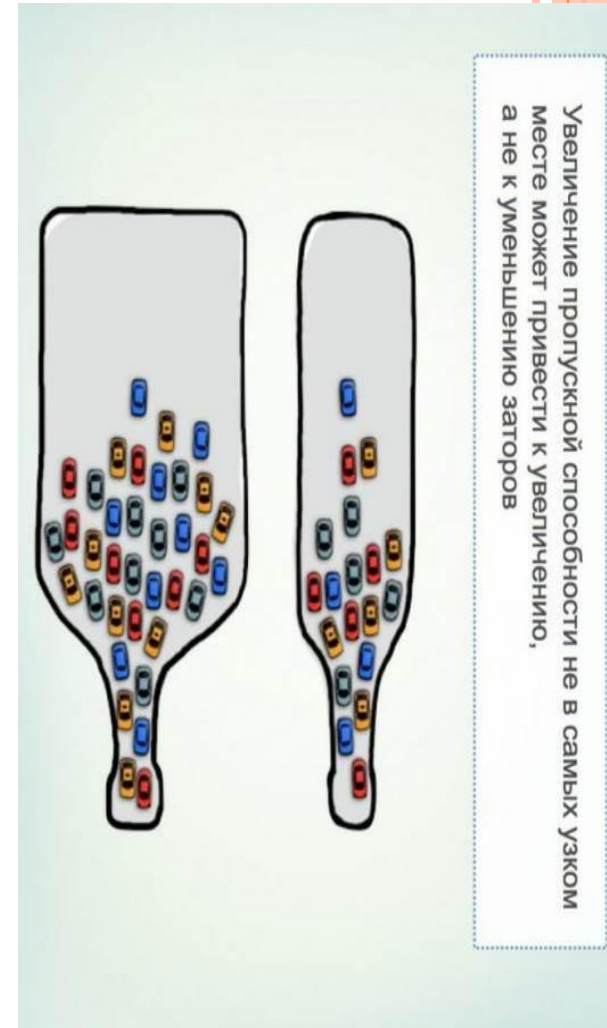 Увеличение пропускной способности не в самых узком
месте может привести к увеличению,
а не к уменьшению заторов